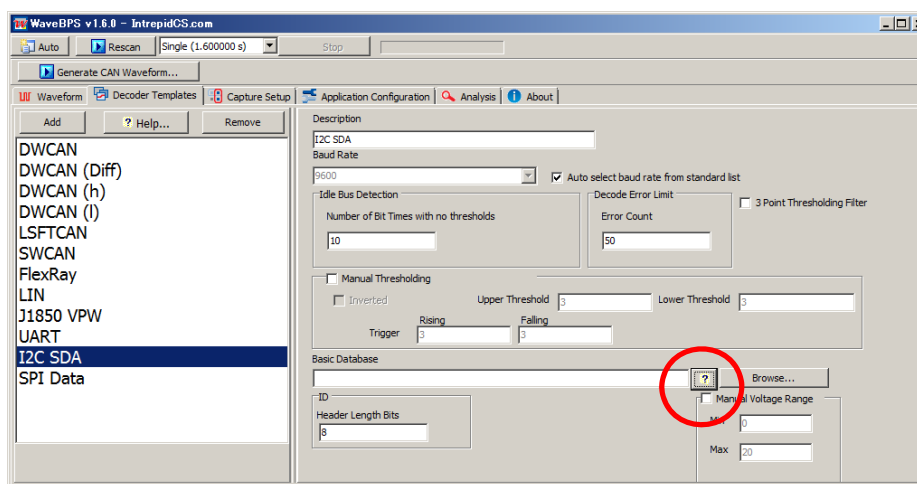 WaveBPS v1.6.0 - IntrepidCS.com
Auto Rescan Single (1.600000 s) Stop
Generate CAN Waveform...
Waveform Decoder Templates Capture Setup Application Configuration Analysis About
Add ? Help... Remove
DWCAN
DWCAN (Diff)
DWCAN (h)
DWCAN (l)
LSFTCAN
SWCAN
FlexRay
LIN
J1850 VPW
UART
I2C SDA
SPI Data
Description
I2C SDA
Baud Rate
9600 Auto select baud rate from standard list
Idle Bus Detection
Number of Bit Times with no thresholds
10
Decode Error Limit
Error Count
50
3 Point Thresholding Filter
Manual Thresholding
Inverted Upper Threshold 3 Lower Threshold 3
Rising Falling
Trigger 3 3
Basic Database
? Browse...
ID
Header Length Bits
8
Manual Voltage Range
Min 0
Max 20